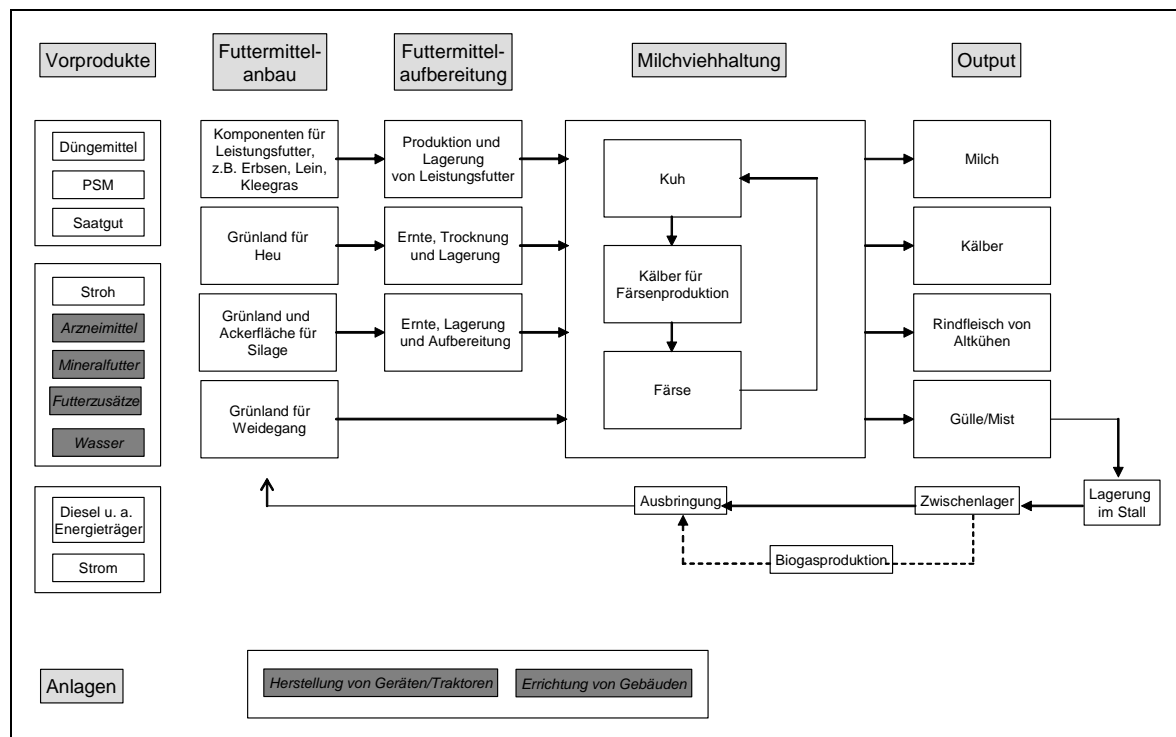 Vorprodukte
Futtermittel-
anbau
Futtermittel-
aufbereitung
Milchviehhaltung
Output
Düngemittel
PSM
Saatgut
Stroh
Arzneimittel
Mineralfutter
Futterzusätze
Wasser
Diesel u. a.
Energieträger
Strom
Komponenten für
Leistungsfutter,
z.B. Erbsen, Lein,
Kleegras
Grünland für
Heu
Grünland und
Ackerfläche für
Silage
Grünland für
Weidegang
Produktion und
Lagerung
von Leistungsfutter
Ernte, Trocknung
und Lagerung
Ernte, Lagerung
und Aufbereitung
Kuh
Kälber für
Färsenproduktion
Färse
Milch
Kälber
Rindfleisch von
Altkühen
Gülle/Mist
Lagerung
im Stall
Zwischenlager
Ausbringung
Biogasproduktion
Anlagen
Herstellung von Geräten/Traktoren
Errichtung von Gebäuden